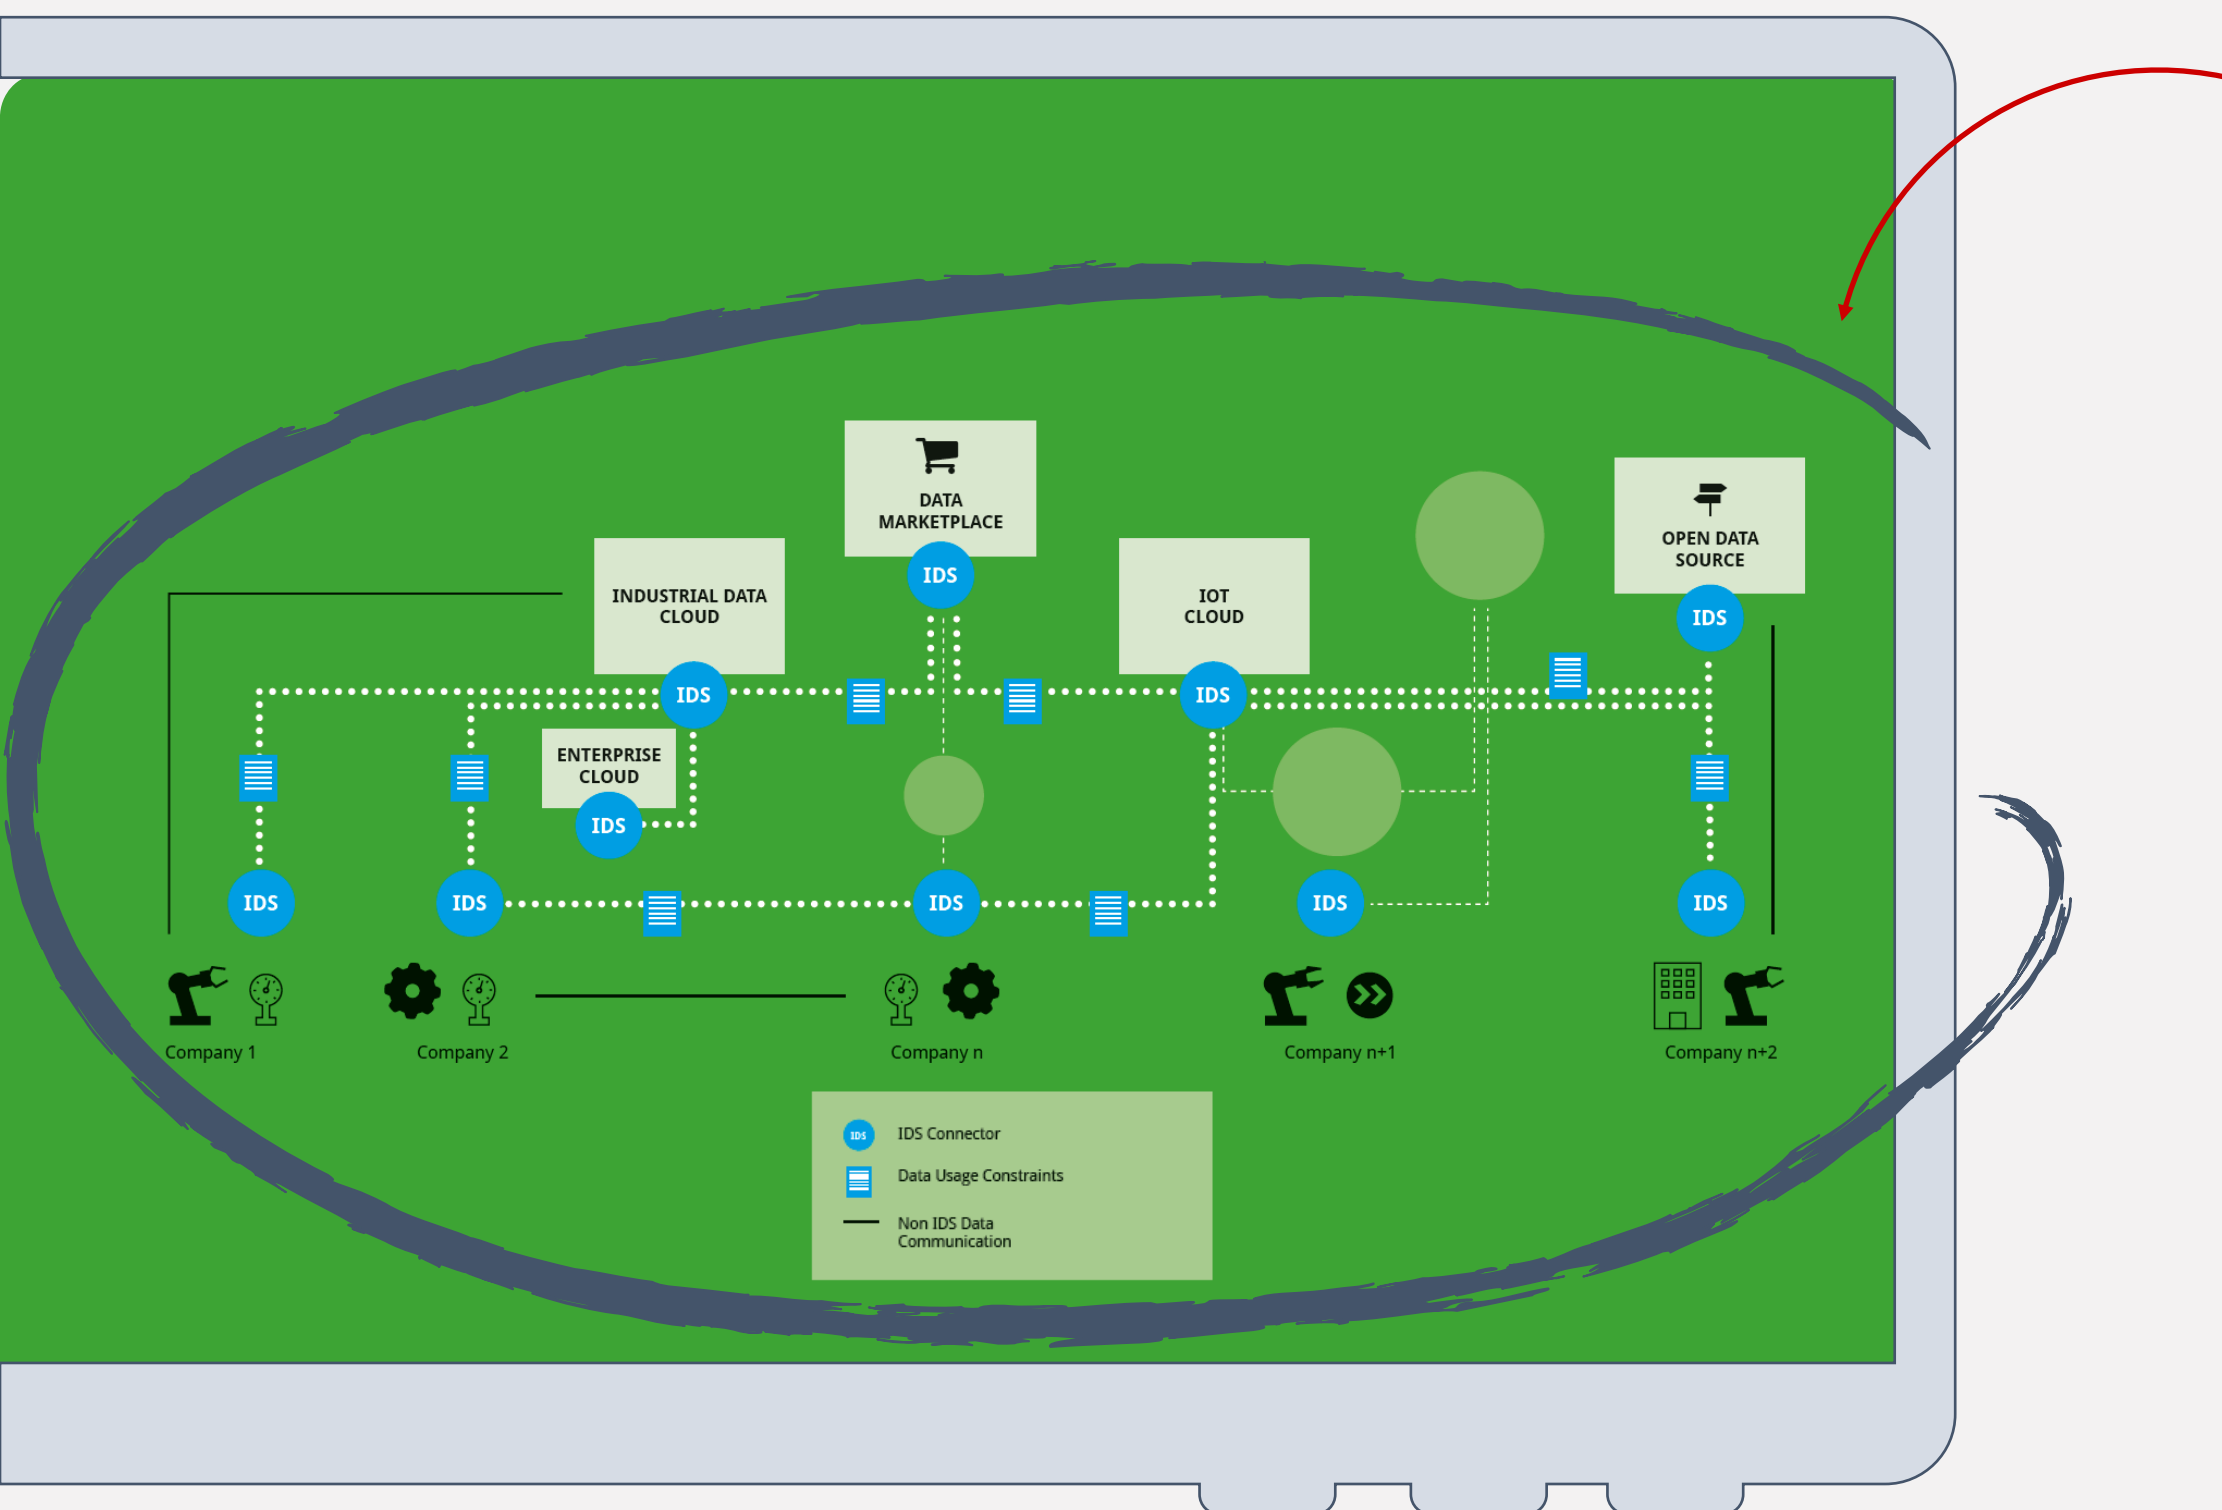 DATA
MARKETPLACE
IDS
OPEN DATA
SOURCE
IDS
INDUSTRIAL DATA
CLOUD
IDS
IOT
CLOUD
IDS
ENTERPRISE
CLOUD
IDS
IDS
IDS
IDS
IDS
IDS
Company 1
Company 2
Company n
Company n+1
Company n+2
IDS
IDS Connector
Data Usage Constraints
Non IDS Data
Communication